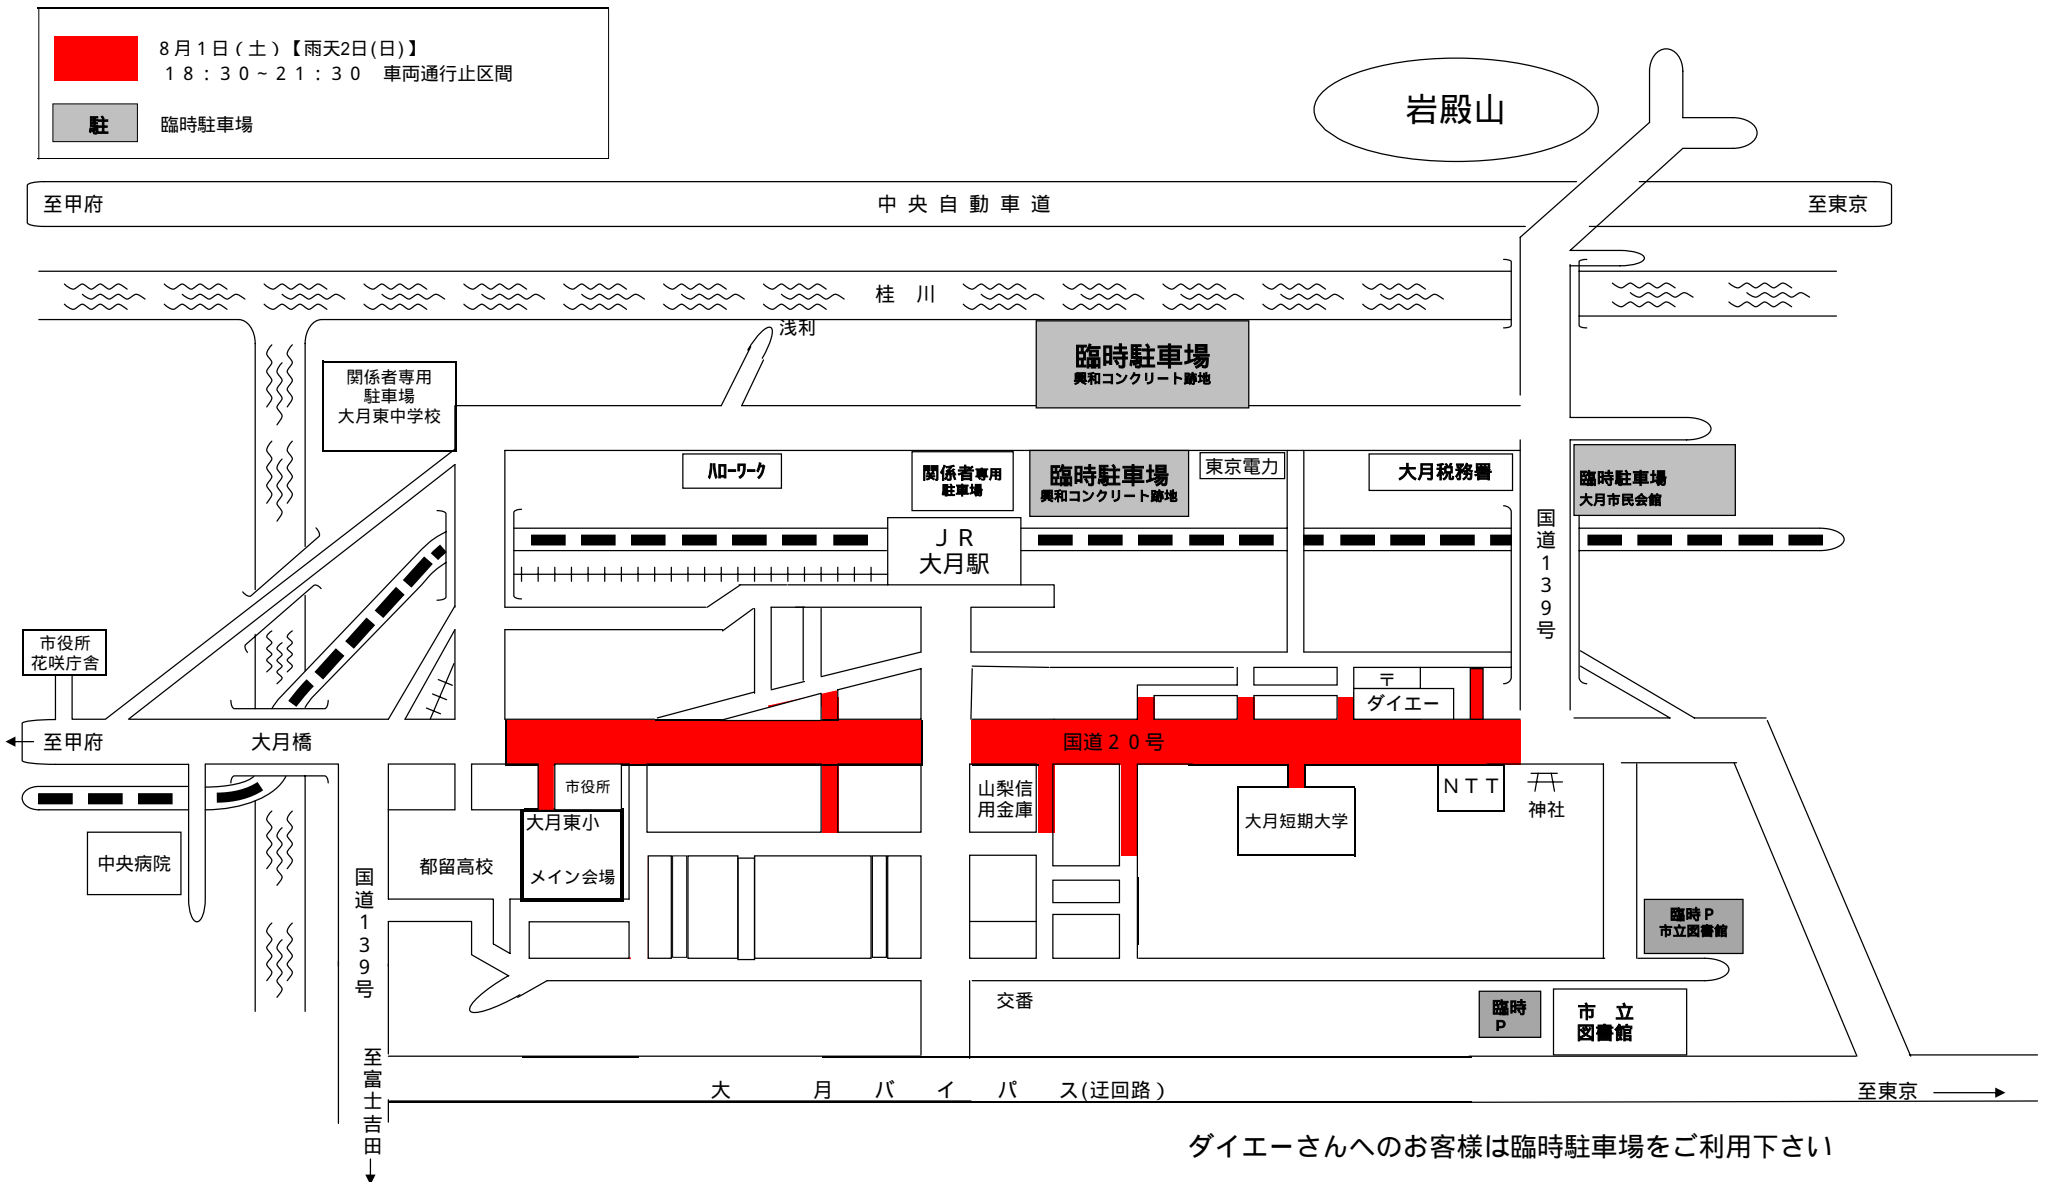 8月1日(土)【雨天2日(日)】
18:30~21:30 車両通行止区間
駐 臨時駐車場
岩殿山
至甲府 中央自動車道 至東京
桂 川
浅利
臨時駐車場
興和コンクリート跡地
関係者専用
駐車場
大月東中学校
ハローワーク
関係者専用
駐車場
臨時駐車場
興和コンクリート跡地
東京電力
大月税務署
臨時駐車場
大月市民会館
JR
大月駅
国道139号
市役所
花咲庁舎
〒
ダイエー
至甲府
大月橋
国道20号
市役所
山梨信
用金庫
NTT
神社
大月東小
メイン会場
大月短期大学
中央病院
都留高校
国道139号
臨時P
市立図書館
交番
臨時
P
市 立
図書館
至富士吉田
大 月 バ イ パ ス(迂回路)
至東京
ダイエーさんへのお客様は臨時駐車場をご利用下さい